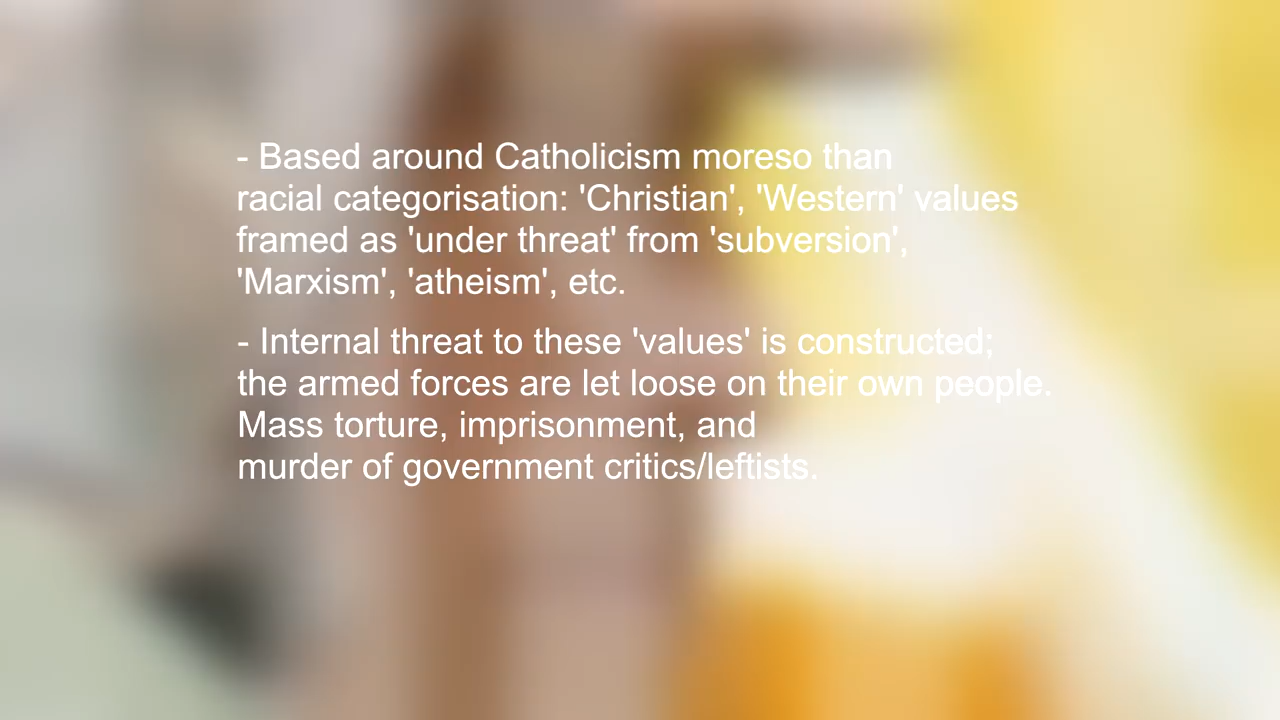 - Based around Catholicism moreso than
racial categorisation: 'Christian', 'Western' values
framed as 'under threat' from 'subversion',
'Marxism', 'atheism', etc.
- Internal threat to these 'values' is constructed;
the armed forces are let loose on their own people.
Mass torture, imprisonment, and
murder of government critics/leftists.